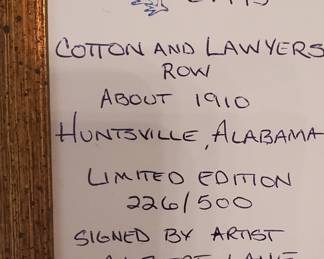 COTTON AND LAWYERS
ROW
ABOUT 1910
HUNTSVILLE, ALABAMA
LIMITED EDITION
226/500
SIGNED BY ARTIST